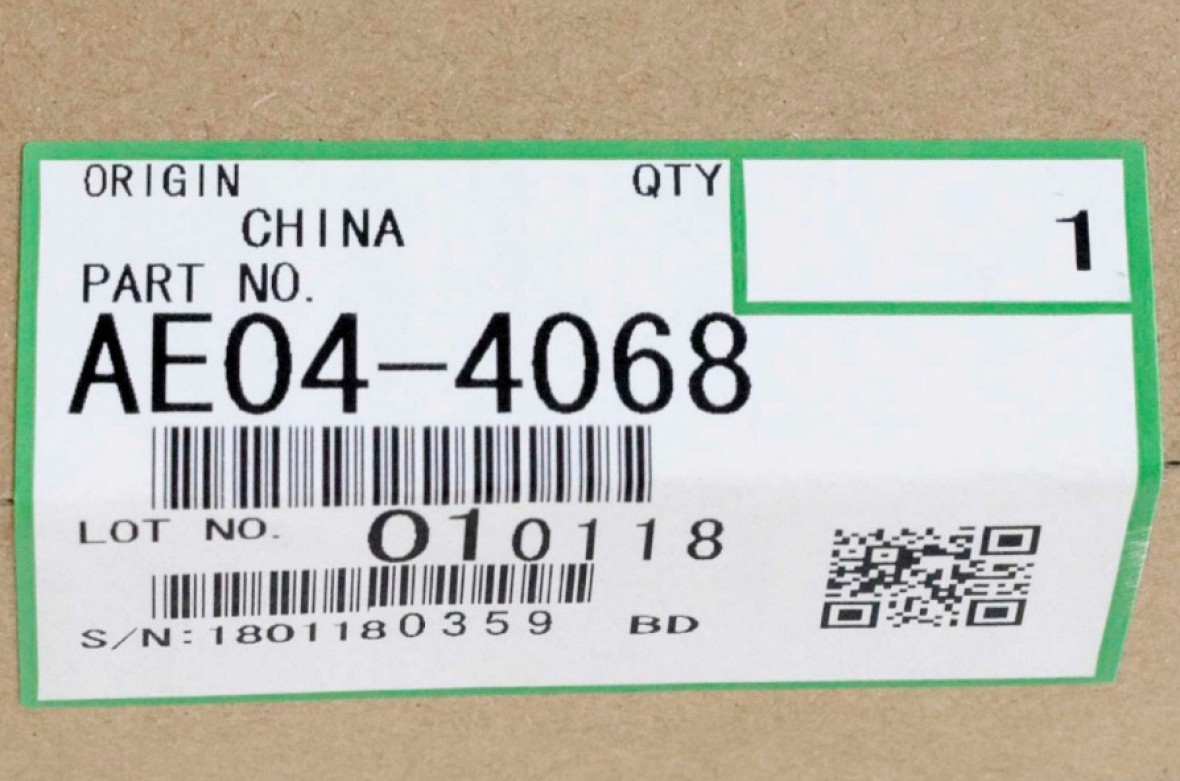 ORIGIN QTY
CHINA 1
PART NO.
AE04-4068
LOT NO. 010118
S/N:1801180359 BD